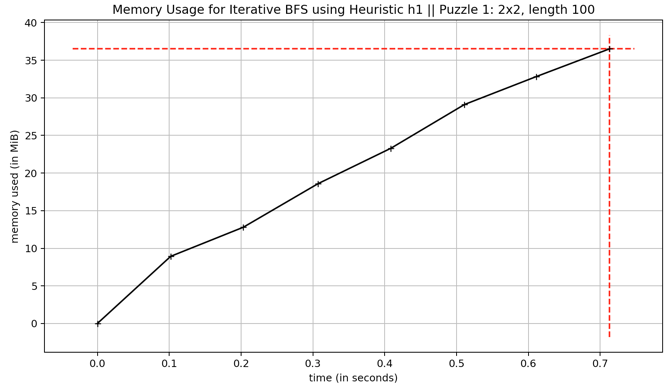 Memory Usage for Iterative BFS using Heuristic h1 || Puzzle 1: 2x2, length 100
40
35
30
25
20
15
10
5
0
memory used (in MiB)
0.0 0.1 0.2 0.3 0.4 0.5 0.6 0.7
time (in seconds)